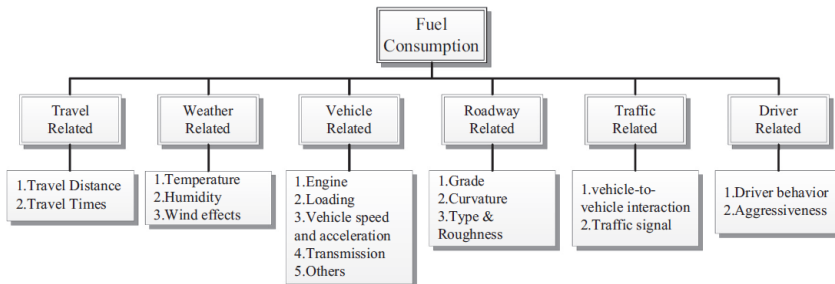 Fuel
Consumption
Travel
Related
Weather
Related
Vehicle
Related
Roadway
Related
Traffic
Related
Driver
Related
1.Travel Distance
2.Travel Times
1.Temperature
2.Humidity
3.Wind effects
1.Engine
2.Loading
3.Vehicle speed
and acceleration
4.Transmission
5.Others
1.Grade
2.Curvature
3.Type &
Roughness
1.vehicle-to-
vehicle interaction
2.Traffic signal
1.Driver behavior
2.Aggressiveness